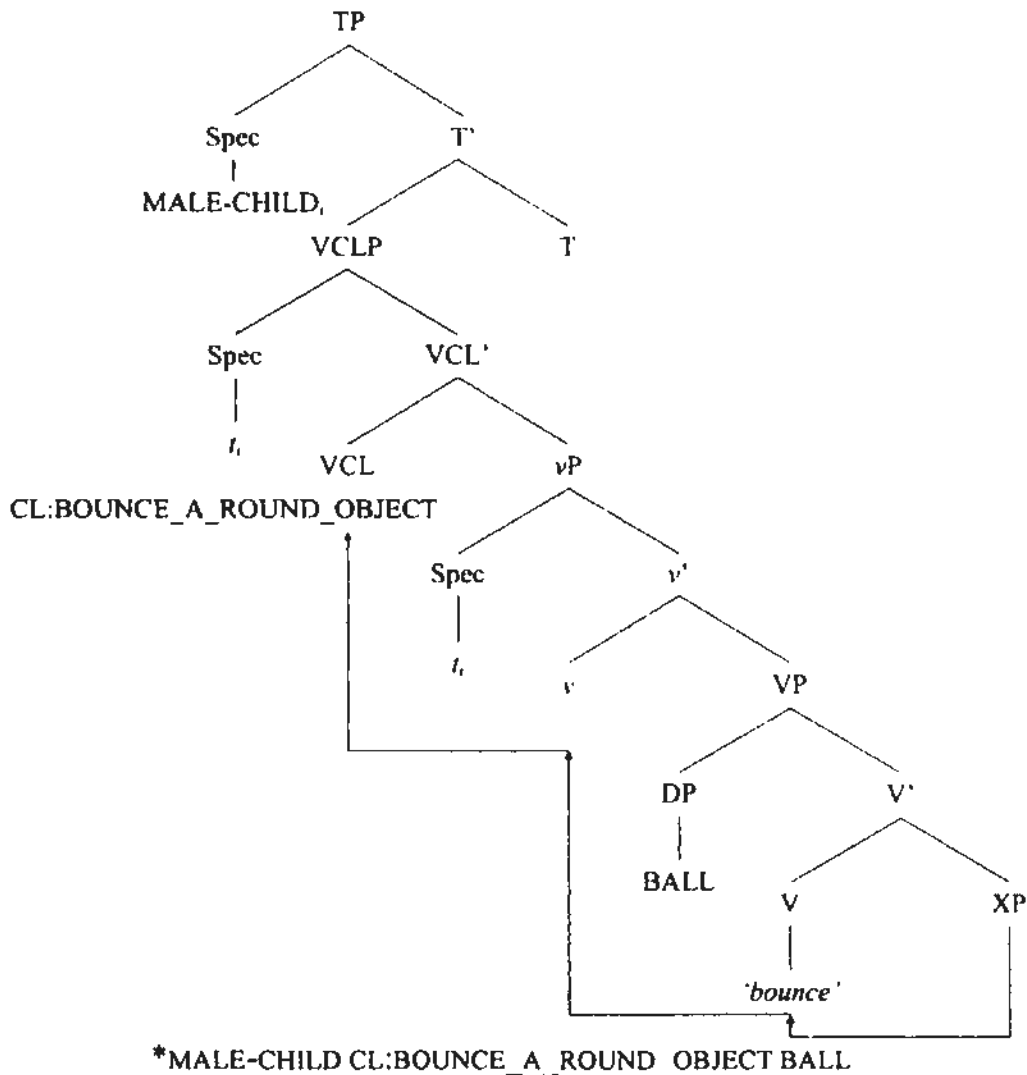 TP
Spec T'
MALE-CHILDᵢ
VCLP T
Spec VCL'
tᵢ
VCL vP
CL:BOUNCE_A_ROUND_OBJECT
Spec v'
tᵢ
v VP
DP V'
BALL
V XP
'bounce'
*MALE-CHILD CL:BOUNCE_A_ROUND_OBJECT BALL